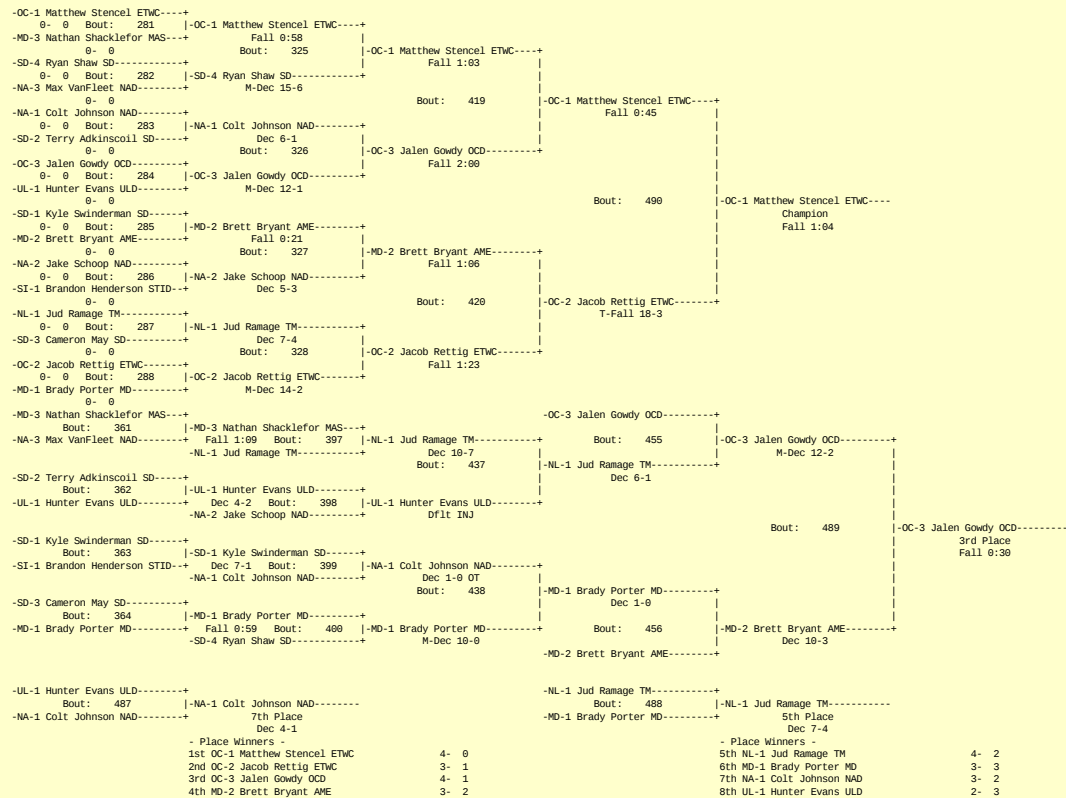 -OC-1 Matthew Stencel ETWC----+
0- 0 Bout: 281 |-OC-1 Matthew Stencel ETWC----+
-MD-3 Nathan Shacklefor MAS---+ Fall 0:58 |
0- 0 Bout: 325 |-OC-1 Matthew Stencel ETWC----+
-SD-4 Ryan Shaw SD------------+ | Fall 1:03 |
0- 0 Bout: 282 |-SD-4 Ryan Shaw SD------------+ |
-NA-3 Max VanFleet NAD--------+ M-Dec 15-6 |
0- 0 Bout: 419 |-OC-1 Matthew Stencel ETWC----+
-NA-1 Colt Johnson NAD--------+ | Fall 0:45 |
0- 0 Bout: 283 |-NA-1 Colt Johnson NAD--------+ | |
-SD-2 Terry Adkinscoil SD-----+ Dec 6-1 | | |
0- 0 Bout: 326 |-OC-3 Jalen Gowdy OCD---------+ |
-OC-3 Jalen Gowdy OCD---------+ | Fall 2:00 |
0- 0 Bout: 284 |-OC-3 Jalen Gowdy OCD---------+ |
-UL-1 Hunter Evans ULD--------+ M-Dec 12-1 |
0- 0 Bout: 490 |-OC-1 Matthew Stencel ETWC----
-SD-1 Kyle Swinderman SD------+ | Champion
0- 0 Bout: 285 |-MD-2 Brett Bryant AME--------+ | Fall 1:04
-MD-2 Brett Bryant AME--------+ Fall 0:21 | |
0- 0 Bout: 327 |-MD-2 Brett Bryant AME--------+ |
-NA-2 Jake Schoop NAD---------+ | Fall 1:06 | |
0- 0 Bout: 286 |-NA-2 Jake Schoop NAD---------+ | |
-SI-1 Brandon Henderson STID--+ Dec 5-3 | |
0- 0 Bout: 420 |-OC-2 Jacob Rettig ETWC-------+
-NL-1 Jud Ramage TM-----------+ | T-Fall 18-3
0- 0 Bout: 287 |-NL-1 Jud Ramage TM-----------+ |
-SD-3 Cameron May SD----------+ Dec 7-4 | |
0- 0 Bout: 328 |-OC-2 Jacob Rettig ETWC-------+
-OC-2 Jacob Rettig ETWC-------+ | Fall 1:23
0- 0 Bout: 288 |-OC-2 Jacob Rettig ETWC-------+
-MD-1 Brady Porter MD---------+ M-Dec 14-2
0- 0
-MD-3 Nathan Shacklefor MAS---+ -OC-3 Jalen Gowdy OCD---------+
Bout: 361 |-MD-3 Nathan Shacklefor MAS---+ |
-NA-3 Max VanFleet NAD--------+ Fall 1:09 Bout: 397 |-NL-1 Jud Ramage TM-----------+ Bout: 455 |-OC-3 Jalen Gowdy OCD---------+
-NL-1 Jud Ramage TM-----------+ Dec 10-7 | | M-Dec 12-2 |
Bout: 437 |-NL-1 Jud Ramage TM-----------+ |
-SD-2 Terry Adkinscoil SD-----+ | Dec 6-1 |
Bout: 362 |-UL-1 Hunter Evans ULD--------+ | |
-UL-1 Hunter Evans ULD--------+ Dec 4-2 Bout: 398 |-UL-1 Hunter Evans ULD--------+ |
-NA-2 Jake Schoop NAD---------+ Dflt INJ |
Bout: 489 |-OC-3 Jalen Gowdy OCD---------
-SD-1 Kyle Swinderman SD------+ | 3rd Place
Bout: 363 |-SD-1 Kyle Swinderman SD------+ | Fall 0:30
-SI-1 Brandon Henderson STID--+ Dec 7-1 Bout: 399 |-NA-1 Colt Johnson NAD--------+ |
-NA-1 Colt Johnson NAD--------+ Dec 1-0 OT | |
Bout: 438 |-MD-1 Brady Porter MD---------+ |
-SD-3 Cameron May SD----------+ | Dec 1-0 | |
Bout: 364 |-MD-1 Brady Porter MD---------+ | | |
-MD-1 Brady Porter MD---------+ Fall 0:59 Bout: 400 |-MD-1 Brady Porter MD---------+ Bout: 456 |-MD-2 Brett Bryant AME--------+
-SD-4 Ryan Shaw SD------------+ M-Dec 10-0 | Dec 10-3
-MD-2 Brett Bryant AME--------+
-UL-1 Hunter Evans ULD--------+ -NL-1 Jud Ramage TM-----------+
Bout: 487 |-NA-1 Colt Johnson NAD-------- Bout: 488 |-NL-1 Jud Ramage TM-----------
-NA-1 Colt Johnson NAD--------+ 7th Place -MD-1 Brady Porter MD---------+ 5th Place
Dec 4-1 Dec 7-4
- Place Winners - - Place Winners -
1st OC-1 Matthew Stencel ETWC 4- 0 5th NL-1 Jud Ramage TM 4- 2
2nd OC-2 Jacob Rettig ETWC 3- 1 6th MD-1 Brady Porter MD 3- 3
3rd OC-3 Jalen Gowdy OCD 4- 1 7th NA-1 Colt Johnson NAD 3- 2
4th MD-2 Brett Bryant AME 3- 2 8th UL-1 Hunter Evans ULD 2- 3